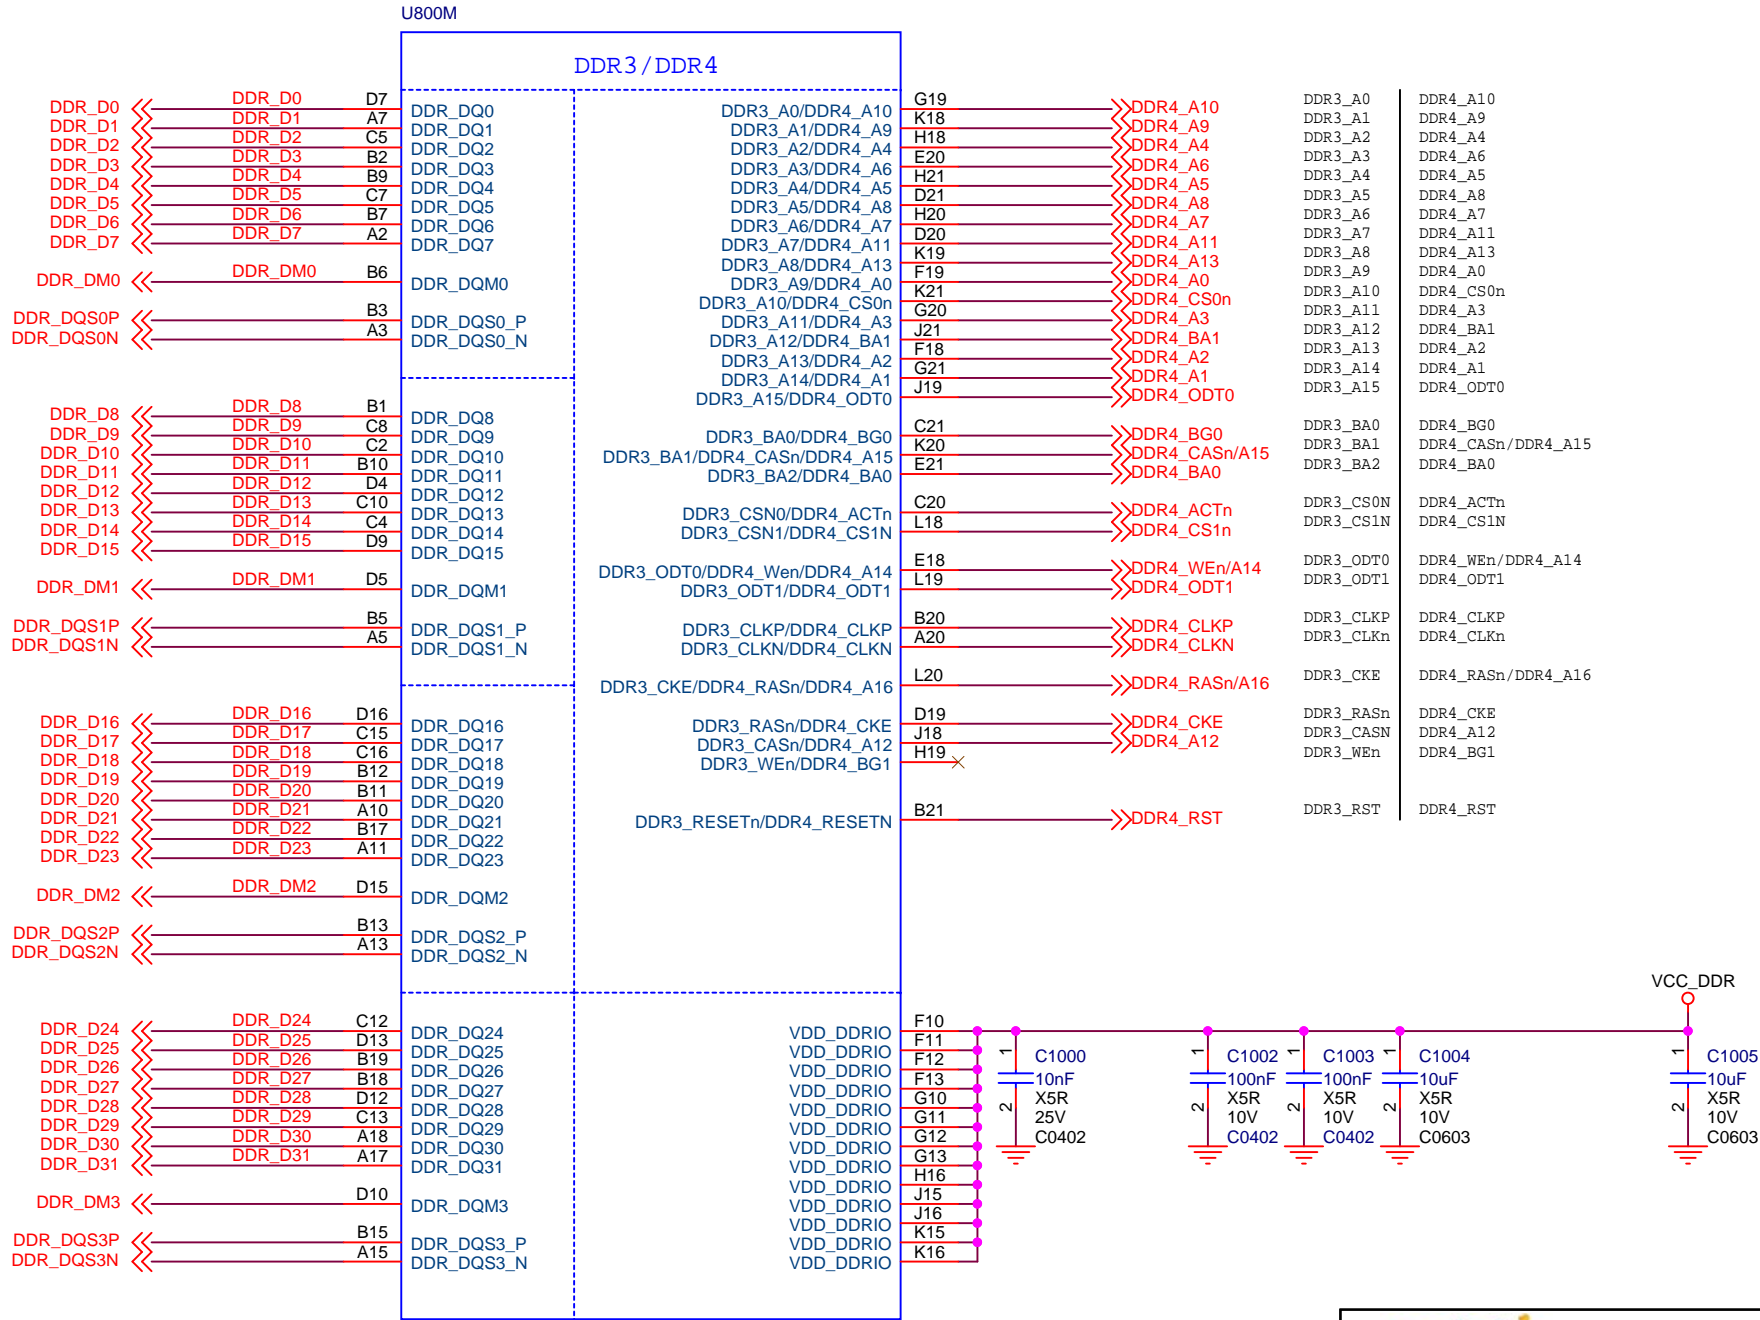 U800M
DDR3/DDR4
DDR_D0 DDR_D0 D7 DDR_DQ0
DDR_D1 DDR_D1 A7 DDR_DQ1
DDR_D2 DDR_D2 C5 DDR_DQ2
DDR_D3 DDR_D3 B2 DDR_DQ3
DDR_D4 DDR_D4 B9 DDR_DQ4
DDR_D5 DDR_D5 C7 DDR_DQ5
DDR_D6 DDR_D6 B7 DDR_DQ6
DDR_D7 DDR_D7 A2 DDR_DQ7
DDR_DM0 DDR_DM0 B6 DDR_DQM0
DDR_DQS0P B3 DDR_DQS0_P
DDR_DQS0N A3 DDR_DQS0_N
DDR_D8 DDR_D8 B1 DDR_DQ8
DDR_D9 DDR_D9 C8 DDR_DQ9
DDR_D10 DDR_D10 C2 DDR_DQ10
DDR_D11 DDR_D11 B10 DDR_DQ11
DDR_D12 DDR_D12 D4 DDR_DQ12
DDR_D13 DDR_D13 C10 DDR_DQ13
DDR_D14 DDR_D14 C4 DDR_DQ14
DDR_D15 DDR_D15 D9 DDR_DQ15
DDR_DM1 DDR_DM1 D5 DDR_DQM1
DDR_DQS1P B5 DDR_DQS1_P
DDR_DQS1N A5 DDR_DQS1_N
DDR_D16 DDR_D16 D16 DDR_DQ16
DDR_D17 DDR_D17 C15 DDR_DQ17
DDR_D18 DDR_D18 C16 DDR_DQ18
DDR_D19 DDR_D19 B12 DDR_DQ19
DDR_D20 DDR_D20 B11 DDR_DQ20
DDR_D21 DDR_D21 A10 DDR_DQ21
DDR_D22 DDR_D22 B17 DDR_DQ22
DDR_D23 DDR_D23 A11 DDR_DQ23
DDR_DM2 DDR_DM2 D15 DDR_DQM2
DDR_DQS2P B13 DDR_DQS2_P
DDR_DQS2N A13 DDR_DQS2_N
DDR_D24 DDR_D24 C12 DDR_DQ24
DDR_D25 DDR_D25 D13 DDR_DQ25
DDR_D26 DDR_D26 B19 DDR_DQ26
DDR_D27 DDR_D27 B18 DDR_DQ27
DDR_D28 DDR_D28 D12 DDR_DQ28
DDR_D29 DDR_D29 C13 DDR_DQ29
DDR_D30 DDR_D30 A18 DDR_DQ30
DDR_D31 DDR_D31 A17 DDR_DQ31
DDR_DM3 D10 DDR_DQM3
DDR_DQS3P B15 DDR_DQS3_P
DDR_DQS3N A15 DDR_DQS3_N
DDR3_A0/DDR4_A10 G19 DDR4_A10
DDR3_A1/DDR4_A9 K18 DDR4_A9
DDR3_A2/DDR4_A4 H18 DDR4_A4
DDR3_A3/DDR4_A6 E20 DDR4_A6
DDR3_A4/DDR4_A5 H21 DDR4_A5
DDR3_A5/DDR4_A8 D21 DDR4_A8
DDR3_A6/DDR4_A7 H20 DDR4_A7
DDR3_A7/DDR4_A11 D20 DDR4_A11
DDR3_A8/DDR4_A13 K19 DDR4_A13
DDR3_A9/DDR4_A0 F19 DDR4_A0
DDR3_A10/DDR4_CS0n K21 DDR4_CS0n
DDR3_A11/DDR4_A3 G20 DDR4_A3
DDR3_A12/DDR4_BA1 J21 DDR4_BA1
DDR3_A13/DDR4_A2 F18 DDR4_A2
DDR3_A14/DDR4_A1 G21 DDR4_A1
DDR3_A15/DDR4_ODT0 J19 DDR4_ODT0
DDR3_BA0/DDR4_BG0 C21 DDR4_BG0
DDR3_BA1/DDR4_CASn/DDR4_A15 K20 DDR4_CASn/A15
DDR3_BA2/DDR4_BA0 E21 DDR4_BA0
DDR3_CSN0/DDR4_ACTn C20 DDR4_ACTn
DDR3_CSN1/DDR4_CS1N L18 DDR4_CS1n
DDR3_ODT0/DDR4_Wen/DDR4_A14 E18 DDR4_WEn/A14
DDR3_ODT1/DDR4_ODT1 L19 DDR4_ODT1
DDR3_CLKP/DDR4_CLKP B20 DDR4_CLKP
DDR3_CLKN/DDR4_CLKN A20 DDR4_CLKN
DDR3_CKE/DDR4_RASn/DDR4_A16 L20 DDR4_RASn/A16
DDR3_RASn/DDR4_CKE D19 DDR4_CKE
DDR3_CASn/DDR4_A12 J18 DDR4_A12
DDR3_WEn/DDR4_BG1 H19
DDR3_RESETn/DDR4_RESETN B21 DDR4_RST
DDR3_A0 DDR4_A10
DDR3_A1 DDR4_A9
DDR3_A2 DDR4_A4
DDR3_A3 DDR4_A6
DDR3_A4 DDR4_A5
DDR3_A5 DDR4_A8
DDR3_A6 DDR4_A7
DDR3_A7 DDR4_A11
DDR3_A8 DDR4_A13
DDR3_A9 DDR4_A0
DDR3_A10 DDR4_CS0n
DDR3_A11 DDR4_A3
DDR3_A12 DDR4_BA1
DDR3_A13 DDR4_A2
DDR3_A14 DDR4_A1
DDR3_A15 DDR4_ODT0
DDR3_BA0 DDR4_BG0
DDR3_BA1 DDR4_CASn/DDR4_A15
DDR3_BA2 DDR4_BA0
DDR3_CS0N DDR4_ACTn
DDR3_CS1N DDR4_CS1N
DDR3_ODT0 DDR4_WEn/DDR4_A14
DDR3_ODT1 DDR4_ODT1
DDR3_CLKP DDR4_CLKP
DDR3_CLKn DDR4_CLKn
DDR3_CKE DDR4_RASn/DDR4_A16
DDR3_RASn DDR4_CKE
DDR3_CASN DDR4_A12
DDR3_WEn DDR4_BG1
DDR3_RST DDR4_RST
VDD_DDRIO F10
VDD_DDRIO F11
VDD_DDRIO F12
VDD_DDRIO F13
VDD_DDRIO G10
VDD_DDRIO G11
VDD_DDRIO G12
VDD_DDRIO G13
VDD_DDRIO H16
VDD_DDRIO J15
VDD_DDRIO J16
VDD_DDRIO K15
VDD_DDRIO K16
VCC_DDR
1 2 C1000
10nF
X5R
25V
C0402
1 2 C1002
100nF
X5R
10V
C0402
1 2 C1003
100nF
X5R
10V
C0402
1 2 C1004
10uF
X5R
10V
C0603
1 2 C1005
10uF
X5R
10V
C0603